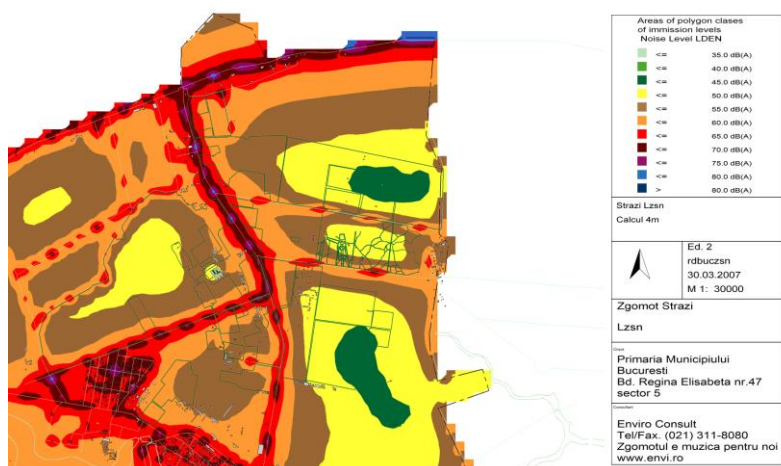 Areas of polygon clases
of immission levels
Noise Level LDEN
<= 35.0 dB(A)
<= 40.0 dB(A)
<= 45.0 dB(A)
<= 50.0 dB(A)
<= 55.0 dB(A)
<= 60.0 dB(A)
<= 65.0 dB(A)
<= 70.0 dB(A)
<= 75.0 dB(A)
<= 80.0 dB(A)
> 80.0 dB(A)
Strazi Lzsn
Calcul 4m
Ed. 2
rdbuczsn
30.03.2007
M 1: 30000
Zgomot Strazi
Lzsn
Primaria Municipiului
Bucuresti
Bd. Regina Elisabeta nr.47
sector 5
Consultant
Enviro Consult
Tel/Fax. (021) 311-8080
Zgomotul e muzica pentru noi
www.envi.ro